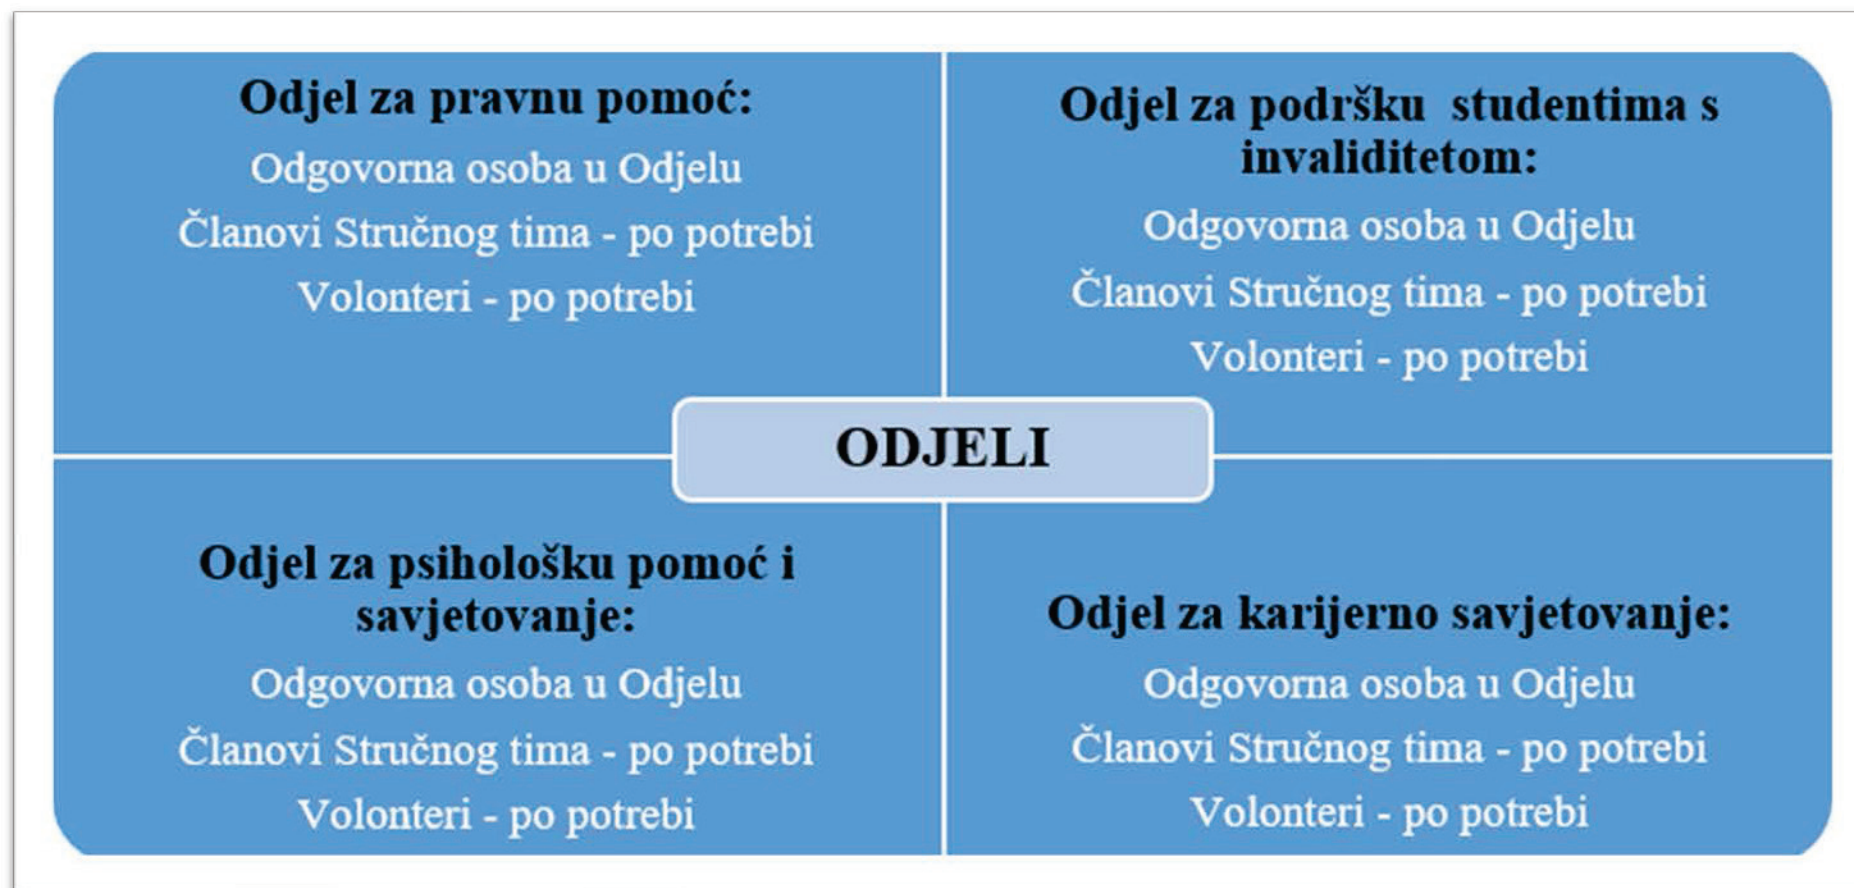 Odjel za pravnu pomoć:
Odgovorna osoba u Odjelu
Članovi Stručnog tima - po potrebi
Volonteri - po potrebi
Odjel za podršku studentima s
invaliditetom:
Odgovorna osoba u Odjelu
Članovi Stručnog tima - po potrebi
Volonteri - po potrebi
ODJELI
Odjel za psihološku pomoć i
savjetovanje:
Odgovorna osoba u Odjelu
Članovi Stručnog tima - po potrebi
Volonteri - po potrebi
Odjel za karijerno savjetovanje:
Odgovorna osoba u Odjelu
Članovi Stručnog tima - po potrebi
Volonteri - po potrebi